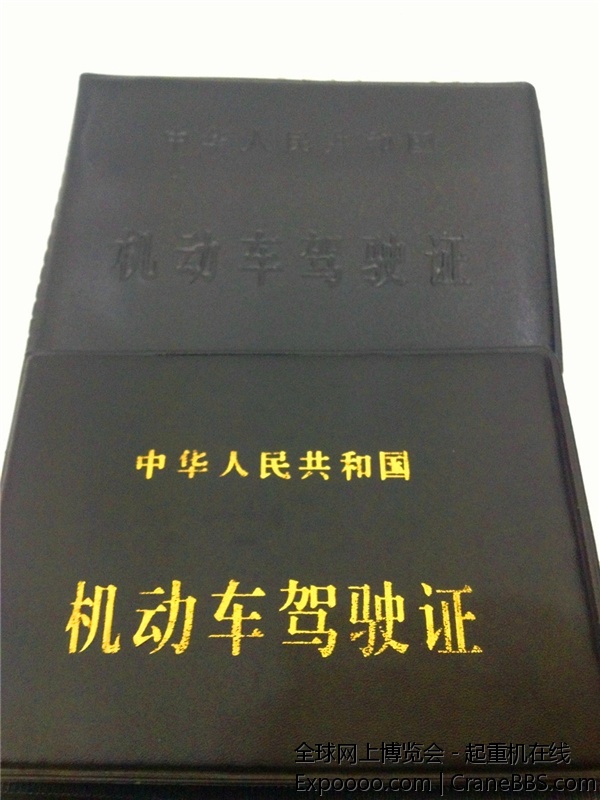 中华人民共和国
机动车驾驶证
中华人民共和国
机动车驾驶证
全球网上博览会 - 起重机在线
Expoooo.com | CraneBBS.com